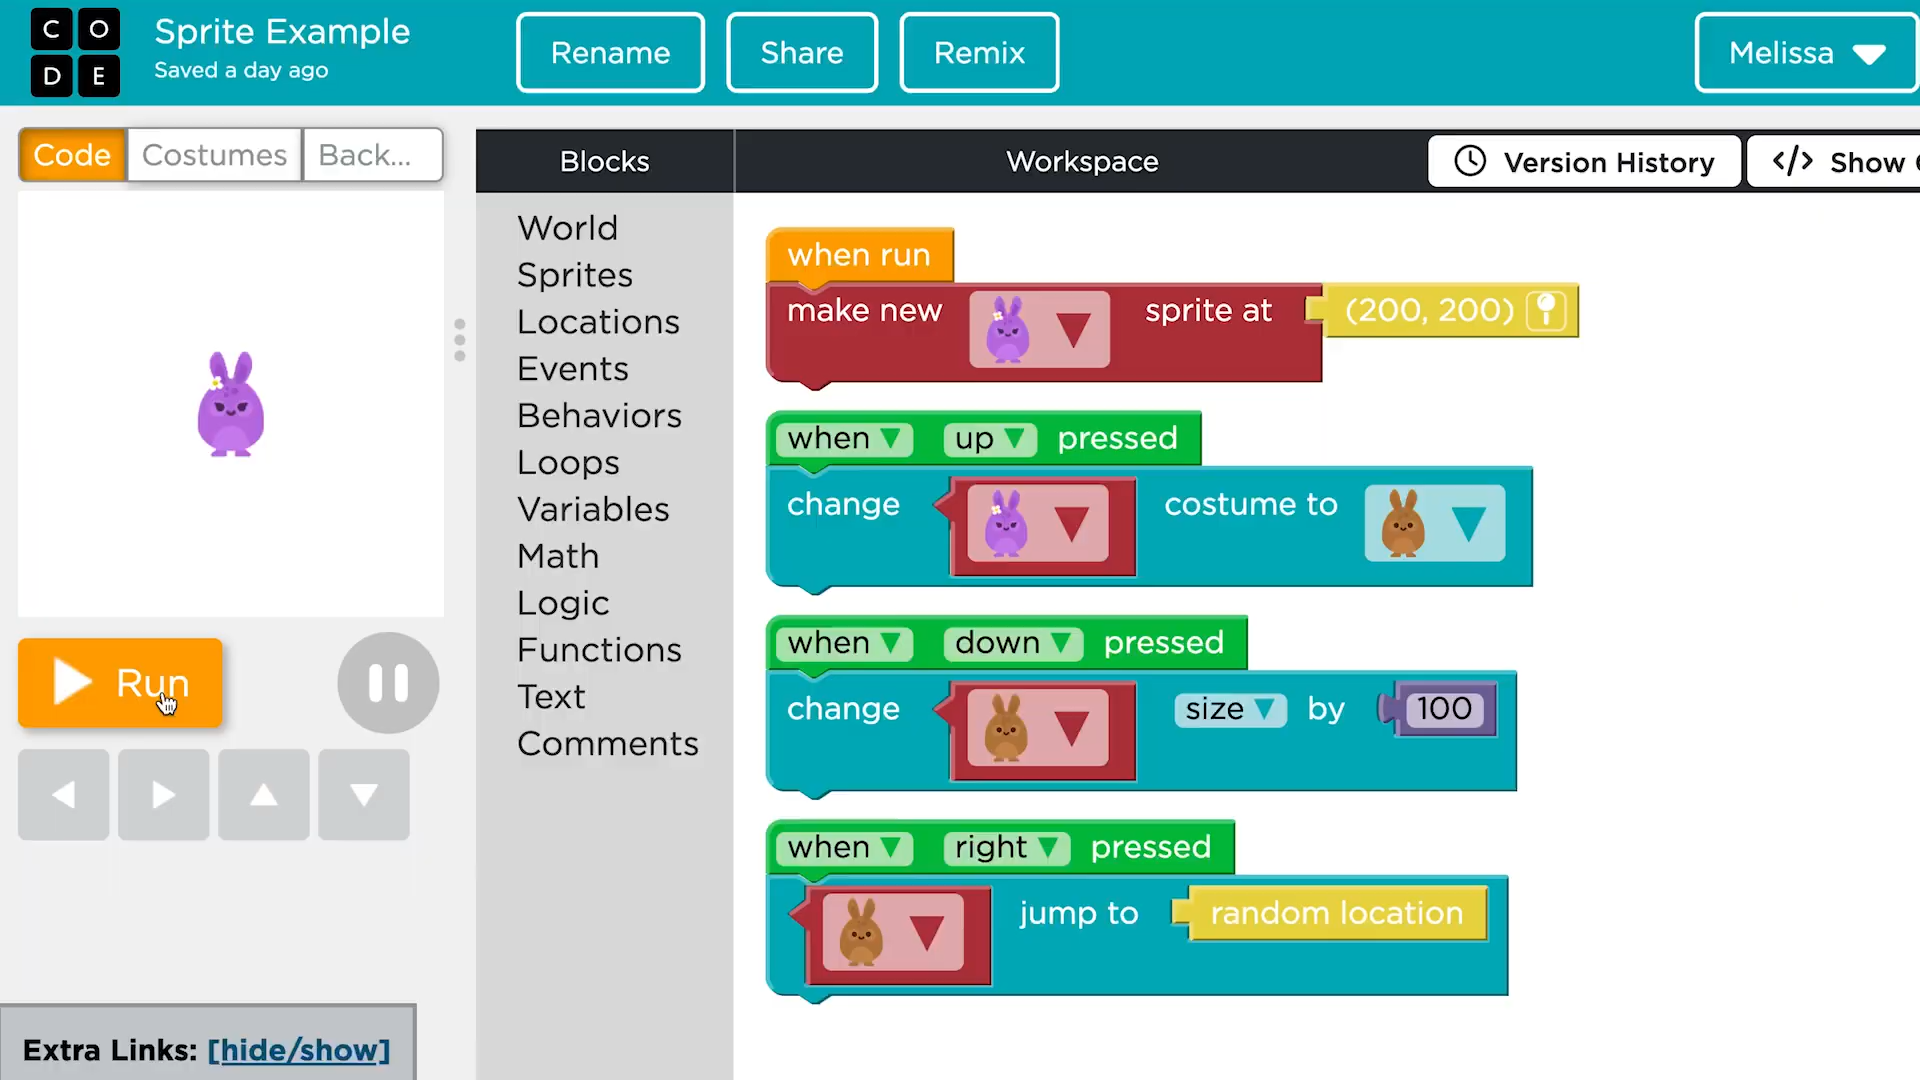 CODE
Sprite Example
Saved a day ago
Rename
Share
Remix
Melissa
Code
Costumes
Back...
Run
Extra Links: [hide/show]
Blocks
World
Sprites
Locations
Events
Behaviors
Loops
Variables
Math
Logic
Functions
Text
Comments
Workspace
Version History
</> Show
when run
make new sprite at (200, 200)
when up pressed
change costume to
when down pressed
change size by 100
when right pressed
jump to random location